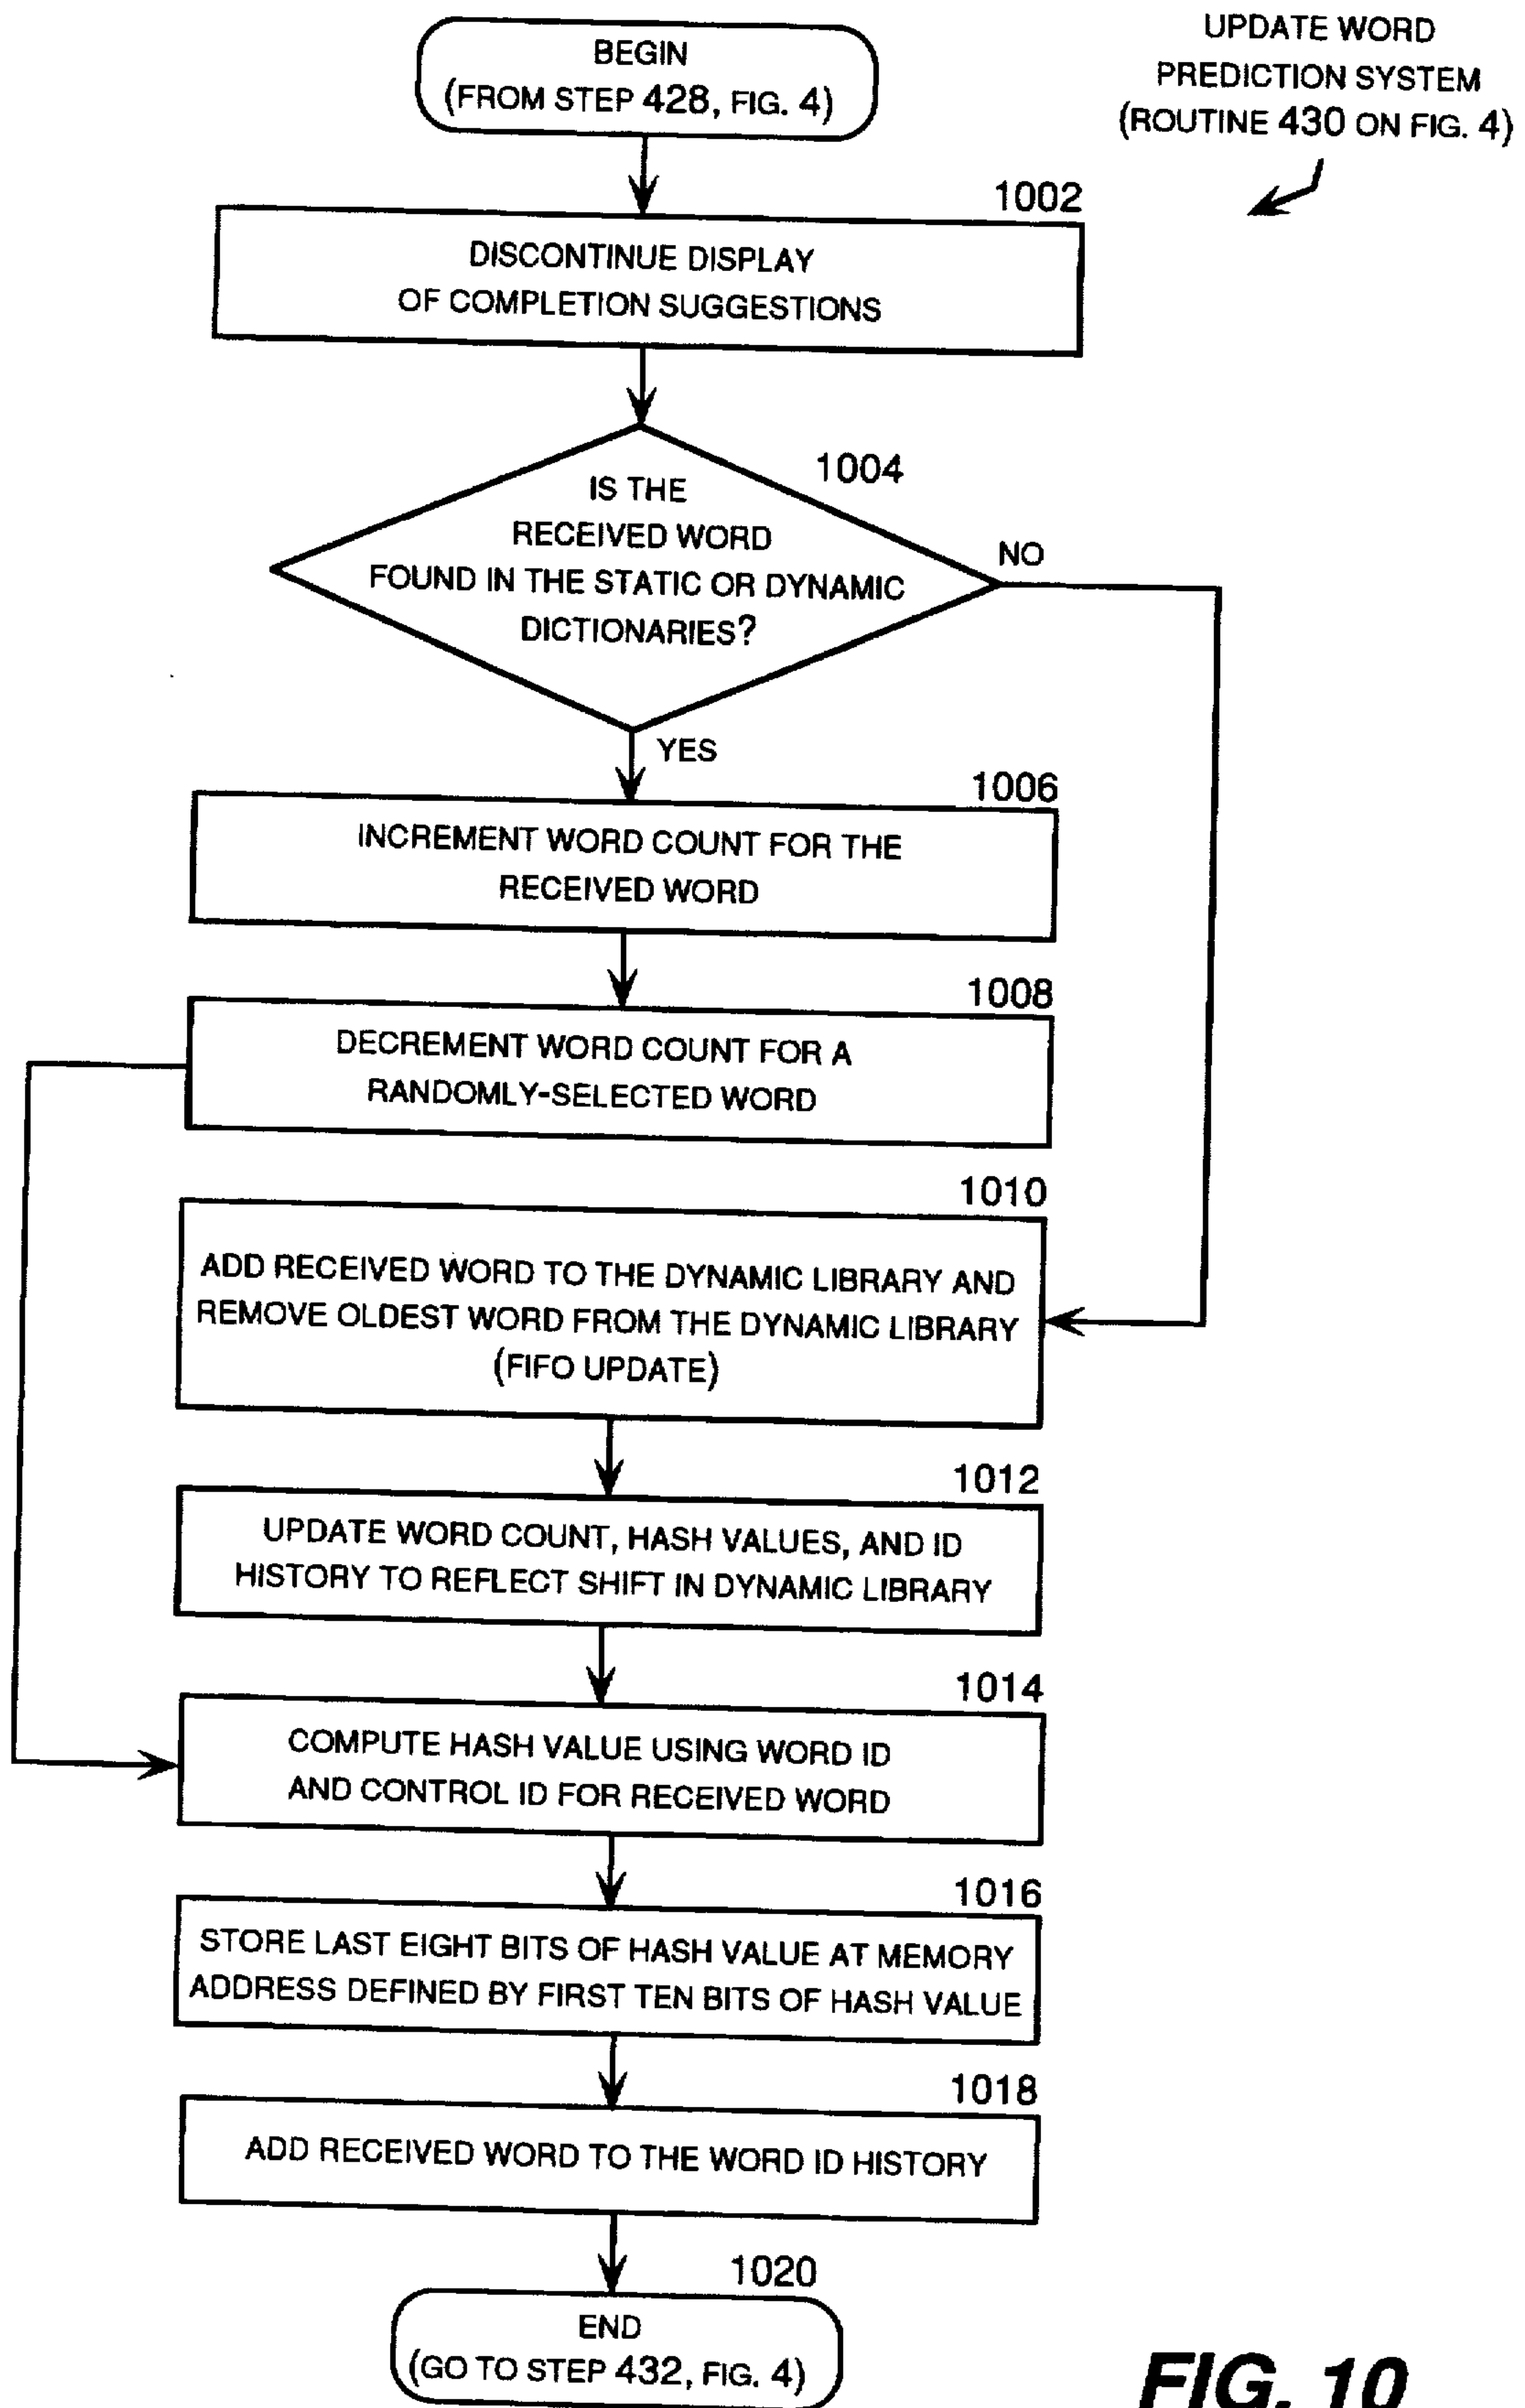 UPDATE WORD
PREDICTION SYSTEM
(ROUTINE 430 ON FIG. 4)
BEGIN
(FROM STEP 428, FIG. 4)
1002
DISCONTINUE DISPLAY
OF COMPLETION SUGGESTIONS
1004
IS THE
RECEIVED WORD
FOUND IN THE STATIC OR DYNAMIC
DICTIONARIES?
NO
YES
1006
INCREMENT WORD COUNT FOR THE
RECEIVED WORD
1008
DECREMENT WORD COUNT FOR A
RANDOMLY-SELECTED WORD
1010
ADD RECEIVED WORD TO THE DYNAMIC LIBRARY AND
REMOVE OLDEST WORD FROM THE DYNAMIC LIBRARY
(FIFO UPDATE)
1012
UPDATE WORD COUNT, HASH VALUES, AND ID
HISTORY TO REFLECT SHIFT IN DYNAMIC LIBRARY
1014
COMPUTE HASH VALUE USING WORD ID
AND CONTROL ID FOR RECEIVED WORD
1016
STORE LAST EIGHT BITS OF HASH VALUE AT MEMORY
ADDRESS DEFINED BY FIRST TEN BITS OF HASH VALUE
1018
ADD RECEIVED WORD TO THE WORD ID HISTORY
1020
END
(GO TO STEP 432, FIG. 4)
FIG. 10